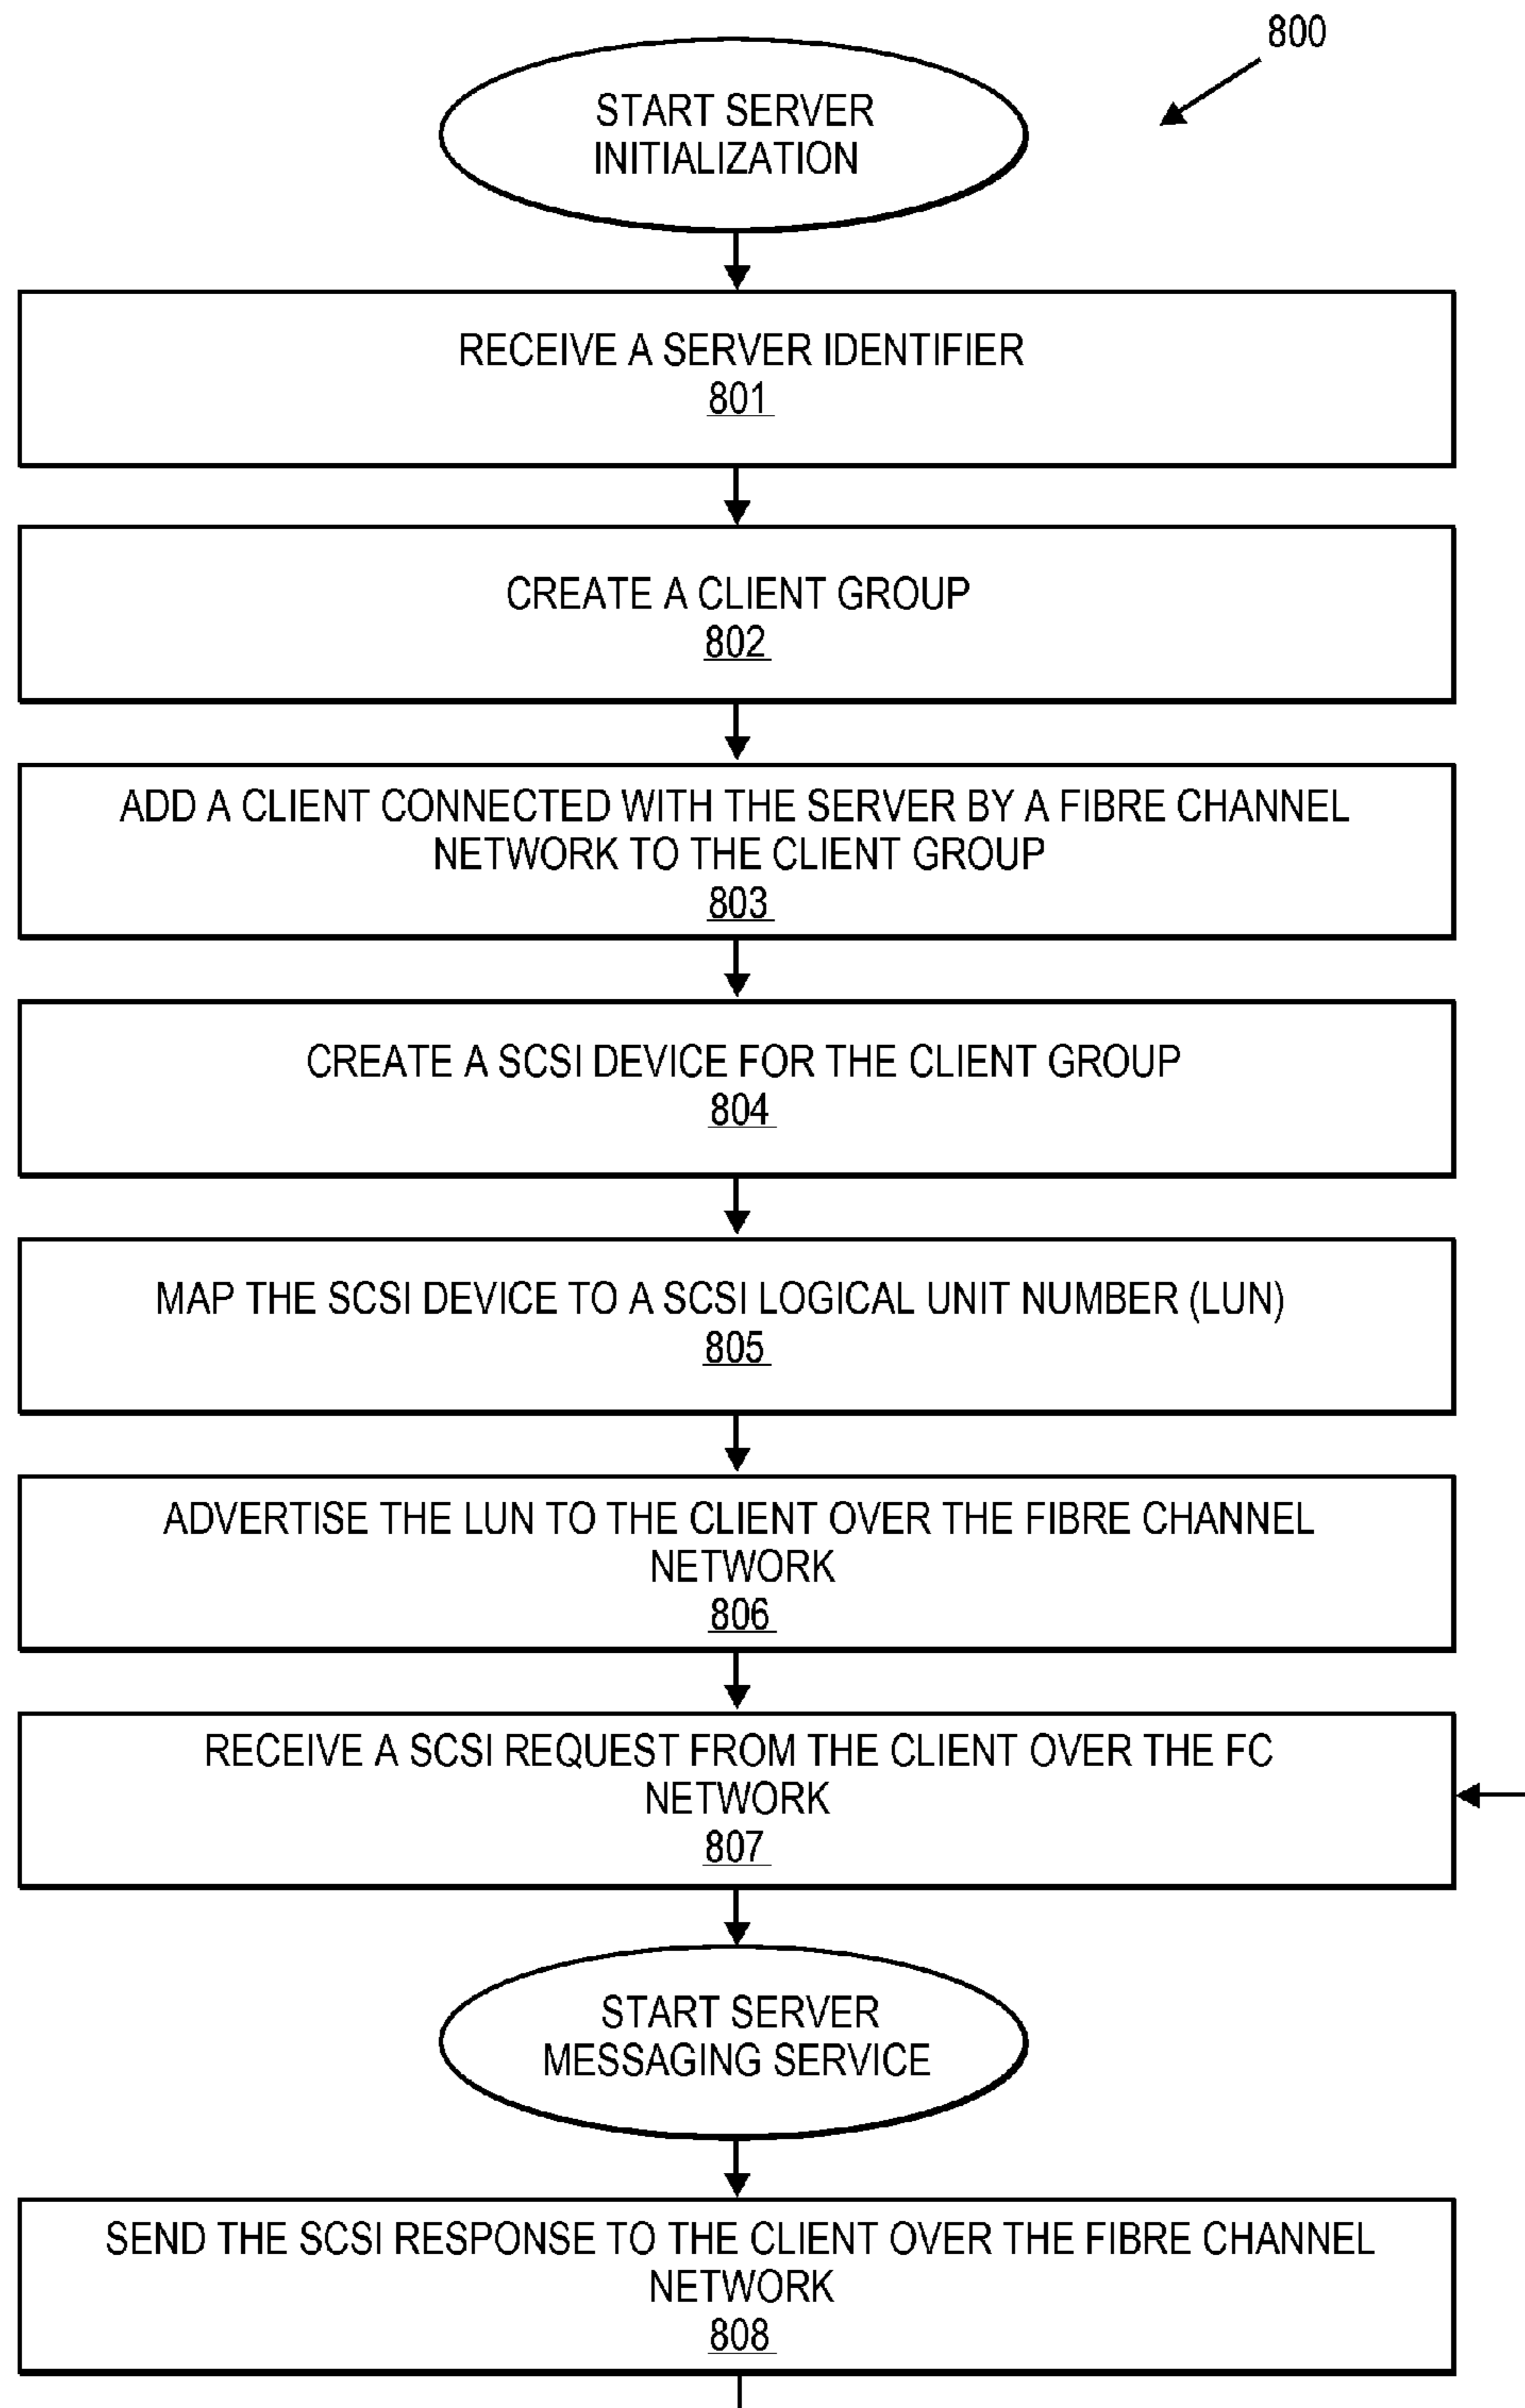 800
START SERVER
INITIALIZATION
RECEIVE A SERVER IDENTIFIER
801
CREATE A CLIENT GROUP
802
ADD A CLIENT CONNECTED WITH THE SERVER BY A FIBRE CHANNEL
NETWORK TO THE CLIENT GROUP
803
CREATE A SCSI DEVICE FOR THE CLIENT GROUP
804
MAP THE SCSI DEVICE TO A SCSI LOGICAL UNIT NUMBER (LUN)
805
ADVERTISE THE LUN TO THE CLIENT OVER THE FIBRE CHANNEL
NETWORK
806
RECEIVE A SCSI REQUEST FROM THE CLIENT OVER THE FC
NETWORK
807
START SERVER
MESSAGING SERVICE
SEND THE SCSI RESPONSE TO THE CLIENT OVER THE FIBRE CHANNEL
NETWORK
808